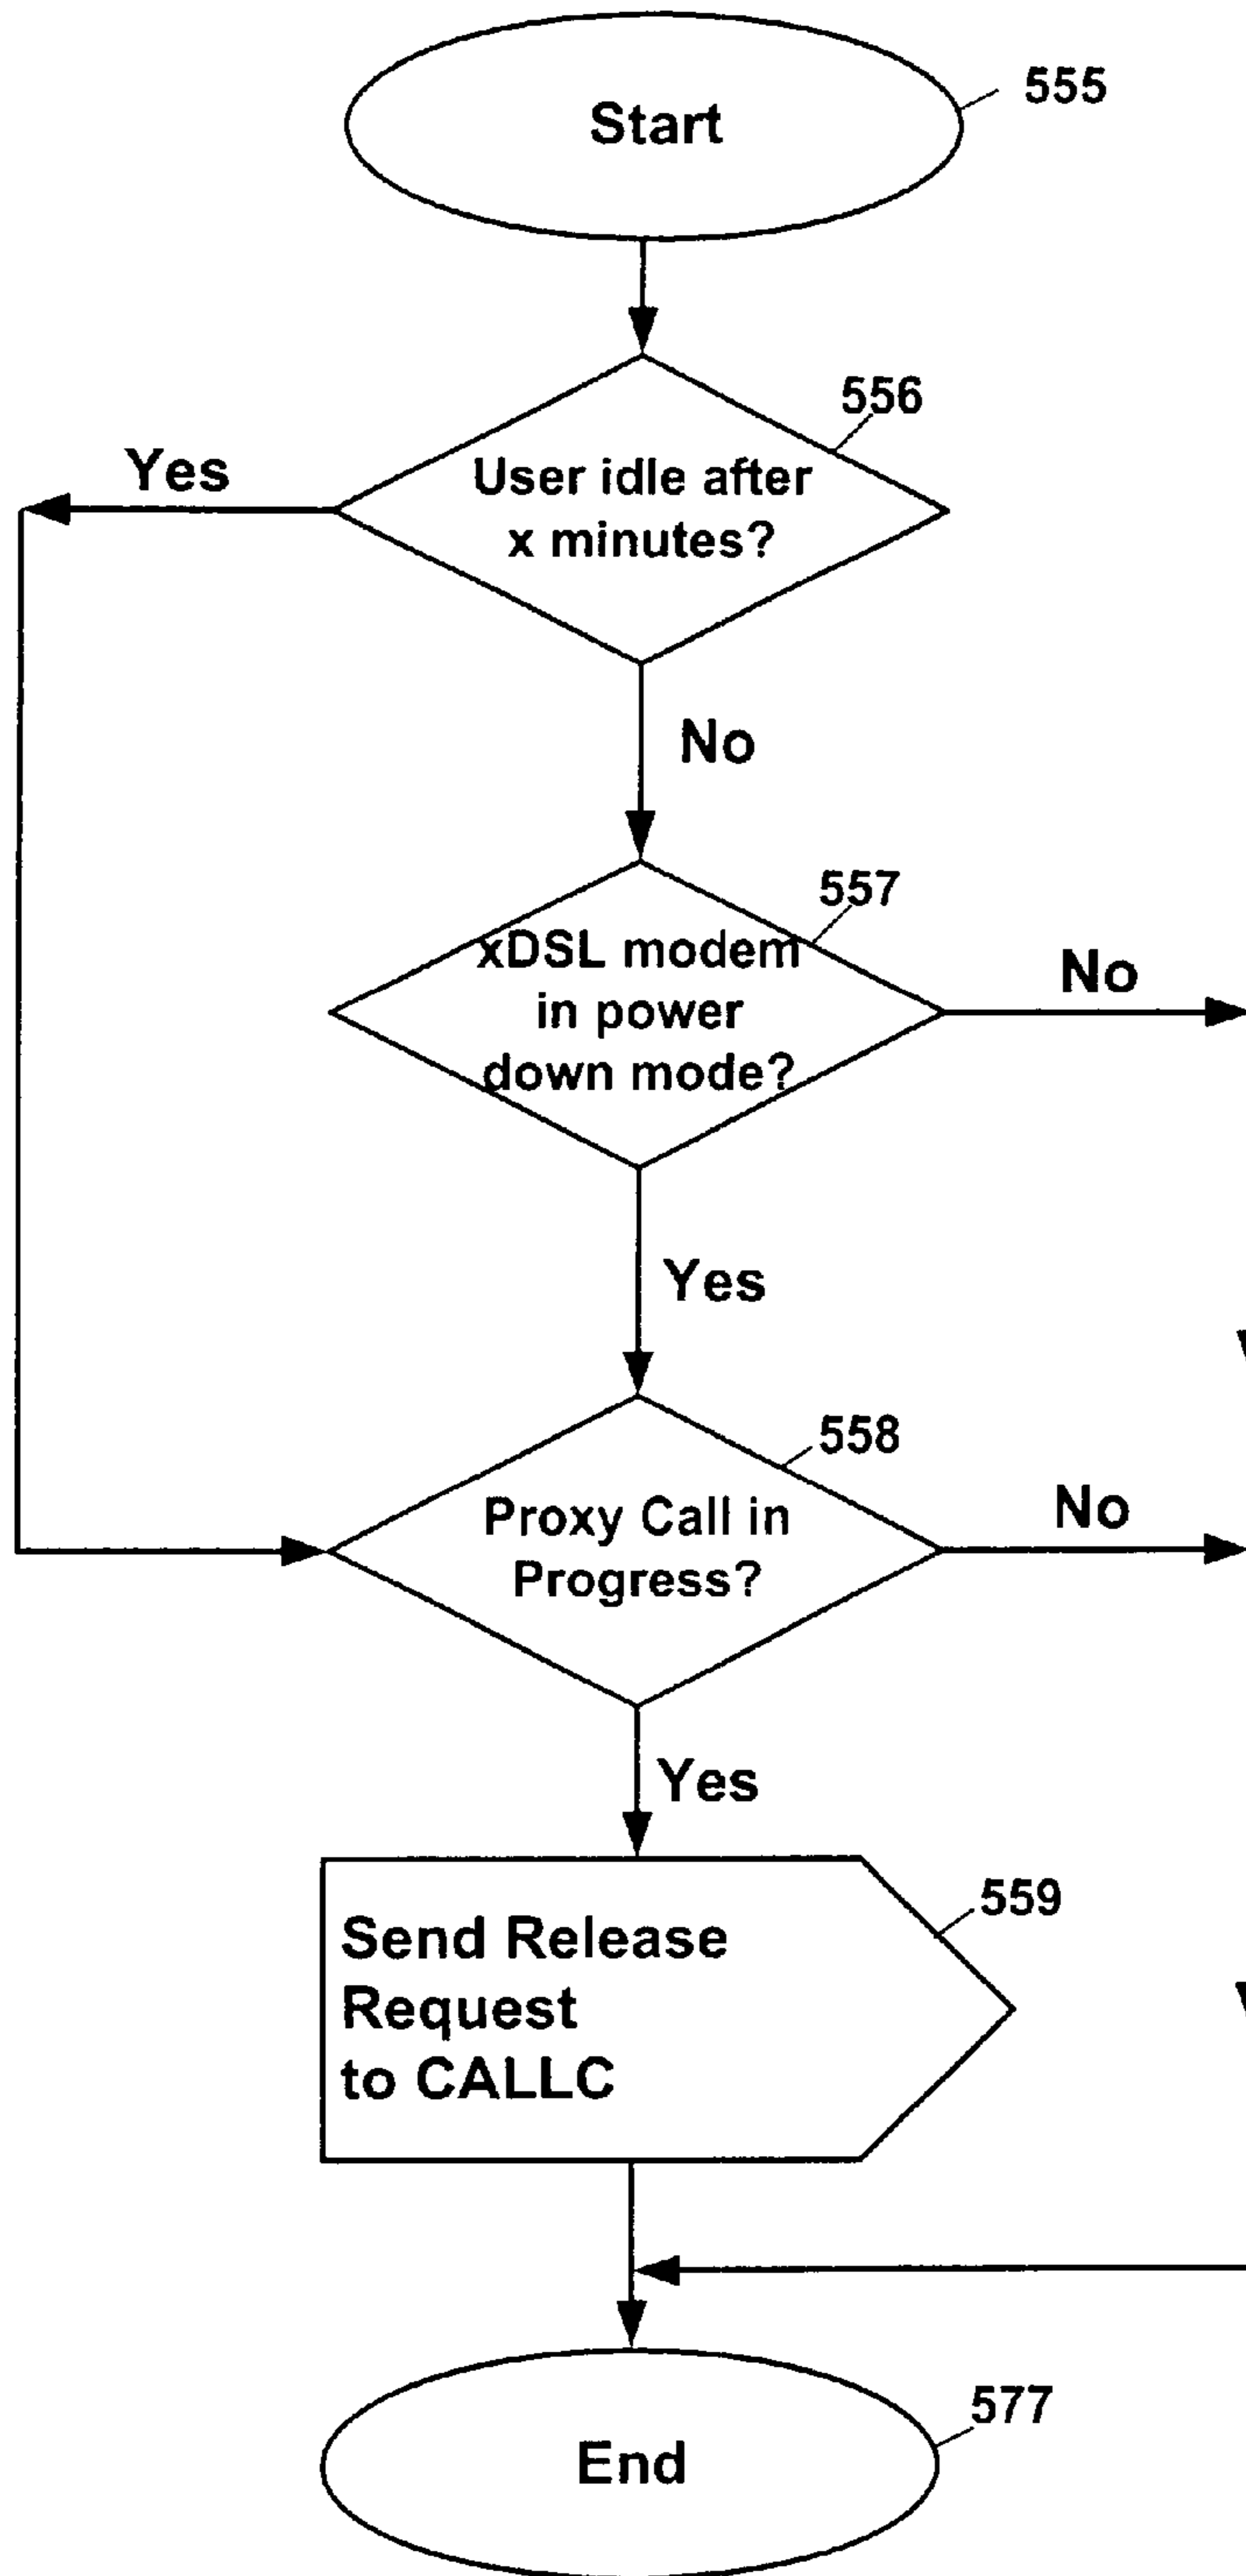 Start
555
556
User idle after
x minutes?
Yes
No
557
xDSL modem
in power
down mode?
No
Yes
558
Proxy Call in
Progress?
No
Yes
559
Send Release
Request
to CALLC
577
End